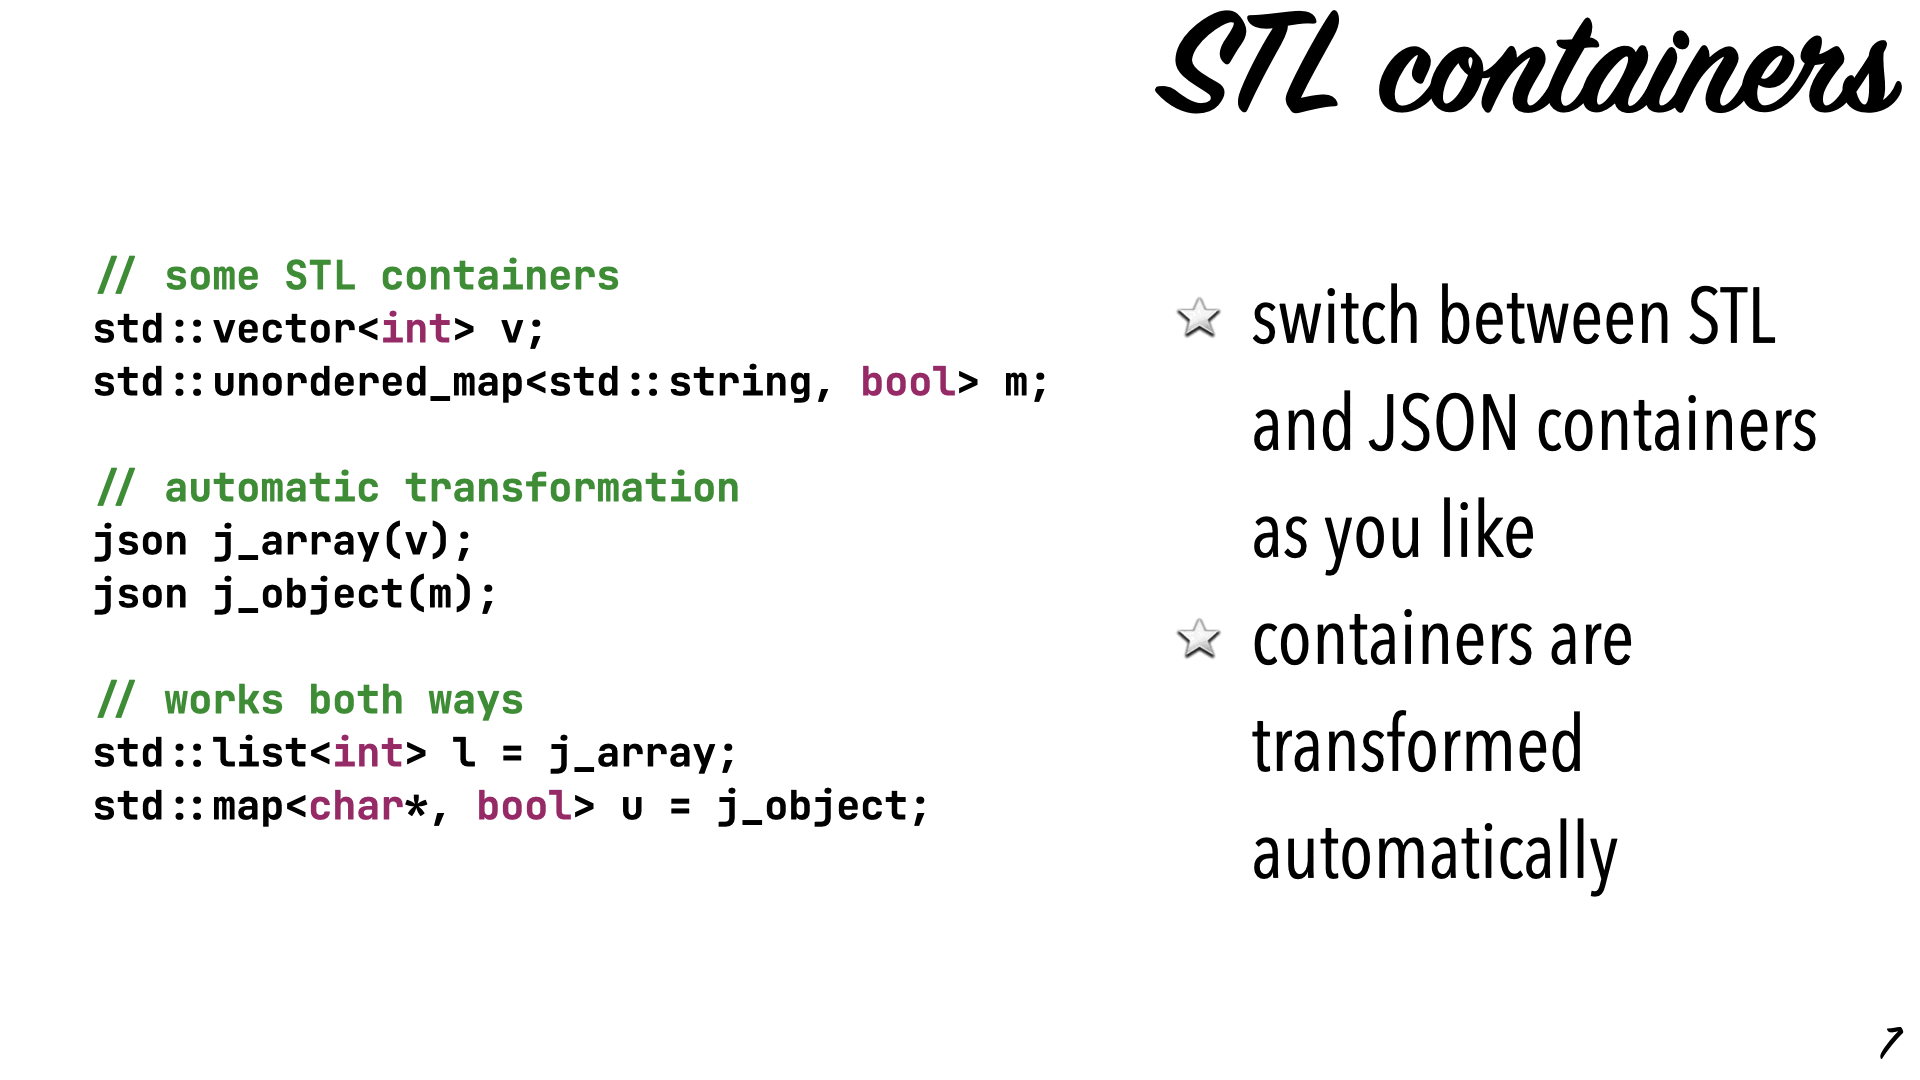 STL containers
// some STL containers
std::vector<int> v;
std::unordered_map<std::string, bool> m;
// automatic transformation
json j_array(v);
json j_object(m);
// works both ways
std::list<int> l = j_array;
std::map<char*, bool> u = j_object;
switch between STL
and JSON containers
as you like
containers are
transformed
automatically
7